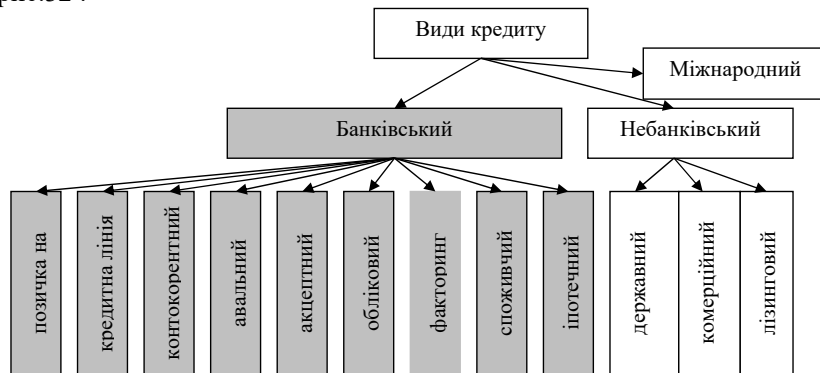 Види кредиту
Міжнародний
Банківський
Небанківський
позичка на
кредитна лінія
контокорентний
авальний
акцептний
обліковий
факторинг
споживчий
іпотечний
державний
комерційний
лізинговий